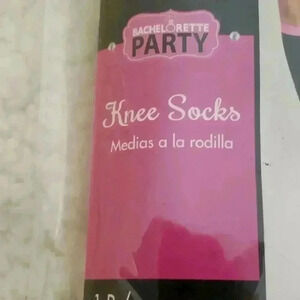 BACHELORETTE
PARTY
Knee Socks
Medias a la rodilla